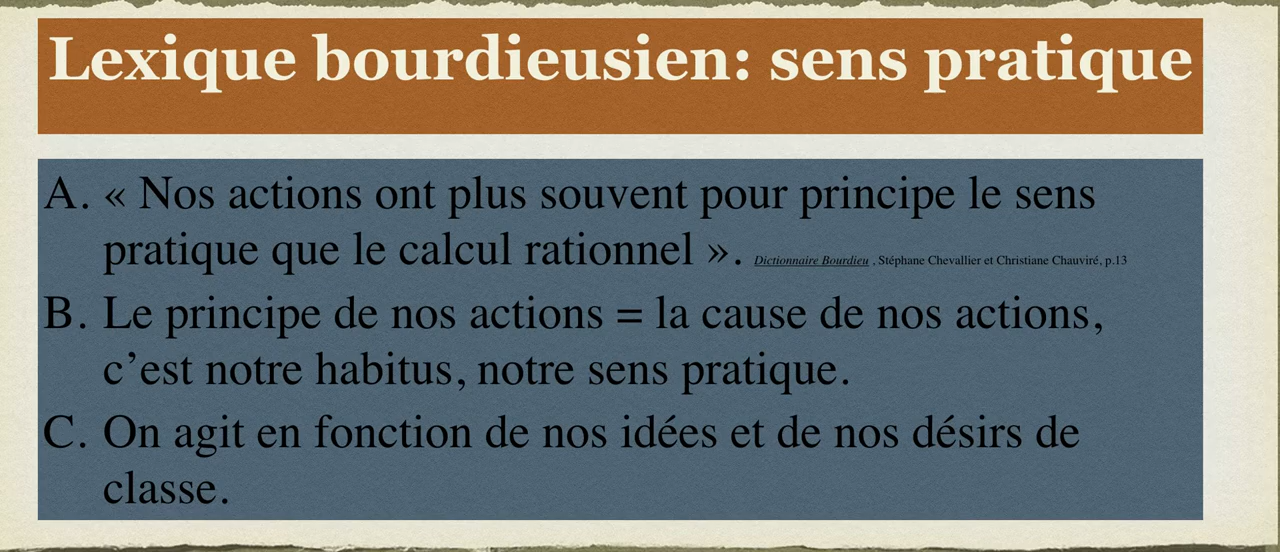 Lexique bourdieusien: sens pratique
A. « Nos actions ont plus souvent pour principe le sens
pratique que le calcul rationnel ». Dictionnaire Bourdieu , Stéphane Chevallier et Christiane Chauviré, p.13
B. Le principe de nos actions = la cause de nos actions,
c’est notre habitus, notre sens pratique.
C. On agit en fonction de nos idées et de nos désirs de
classe.